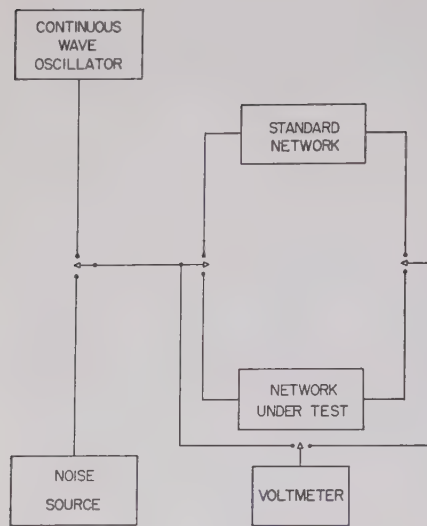 CONTINUOUS
WAVE
OSCILLATOR
STANDARD
NETWORK
NETWORK
UNDER TEST
NOISE
SOURCE
VOLTMETER